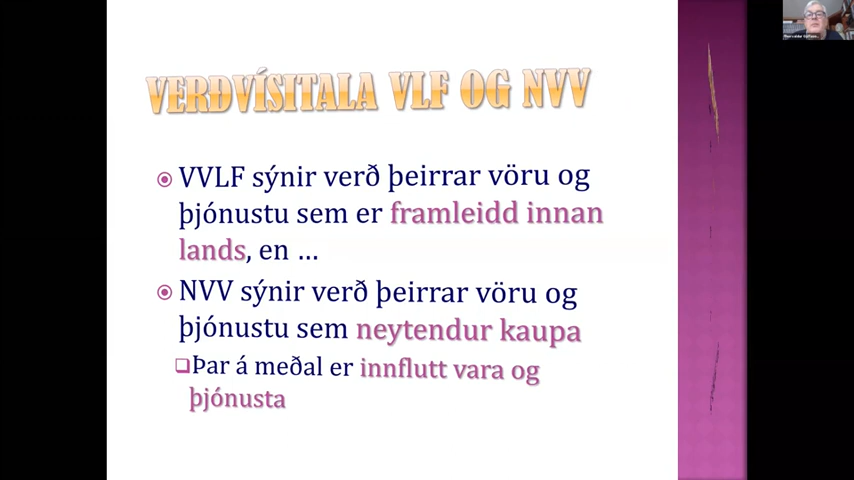 VERÐVÍSITALA VLF OG NVV
VVLF sýnir verð þeirrar vöru og
þjónustu sem er framleidd innan
lands, en ...
NVV sýnir verð þeirrar vöru og
þjónustu sem neytendur kaupa
Þar á meðal er innflutt vara og
þjónusta